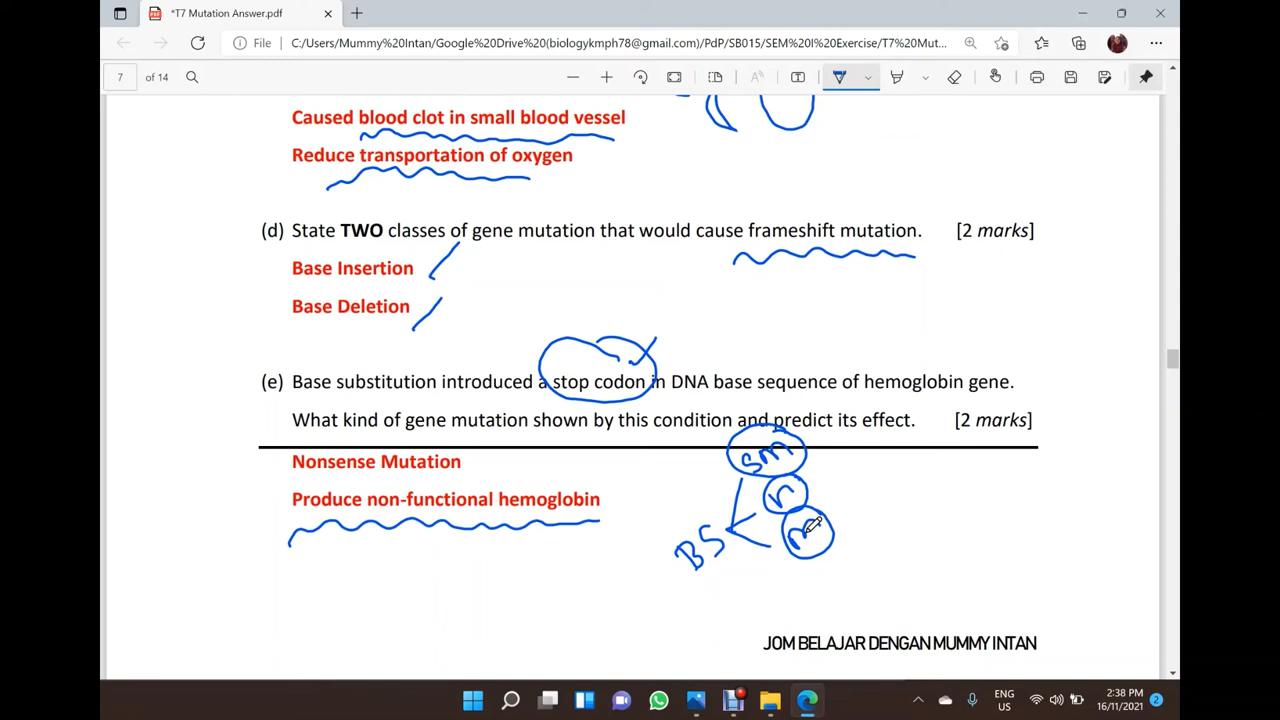 *T7 Mutation Answer.pdf
File C:/Users/Mummy%20Intan/Google%20Drive%20(biologykmph78@gmail.com)/PdP/SB015/SEM%20I%20Exercise/T7%20Mut...
7 of 14
Caused blood clot in small blood vessel
Reduce transportation of oxygen
(d) State TWO classes of gene mutation that would cause frameshift mutation. [2 marks]
Base Insertion
Base Deletion
(e) Base substitution introduced a stop codon in DNA base sequence of hemoglobin gene.
What kind of gene mutation shown by this condition and predict its effect. [2 marks]
sm
Nonsense Mutation
n
Produce non-functional hemoglobin
BS
JOM BELAJAR DENGAN MUMMY INTAN
ENG
US
2:38 PM
16/11/2021
2